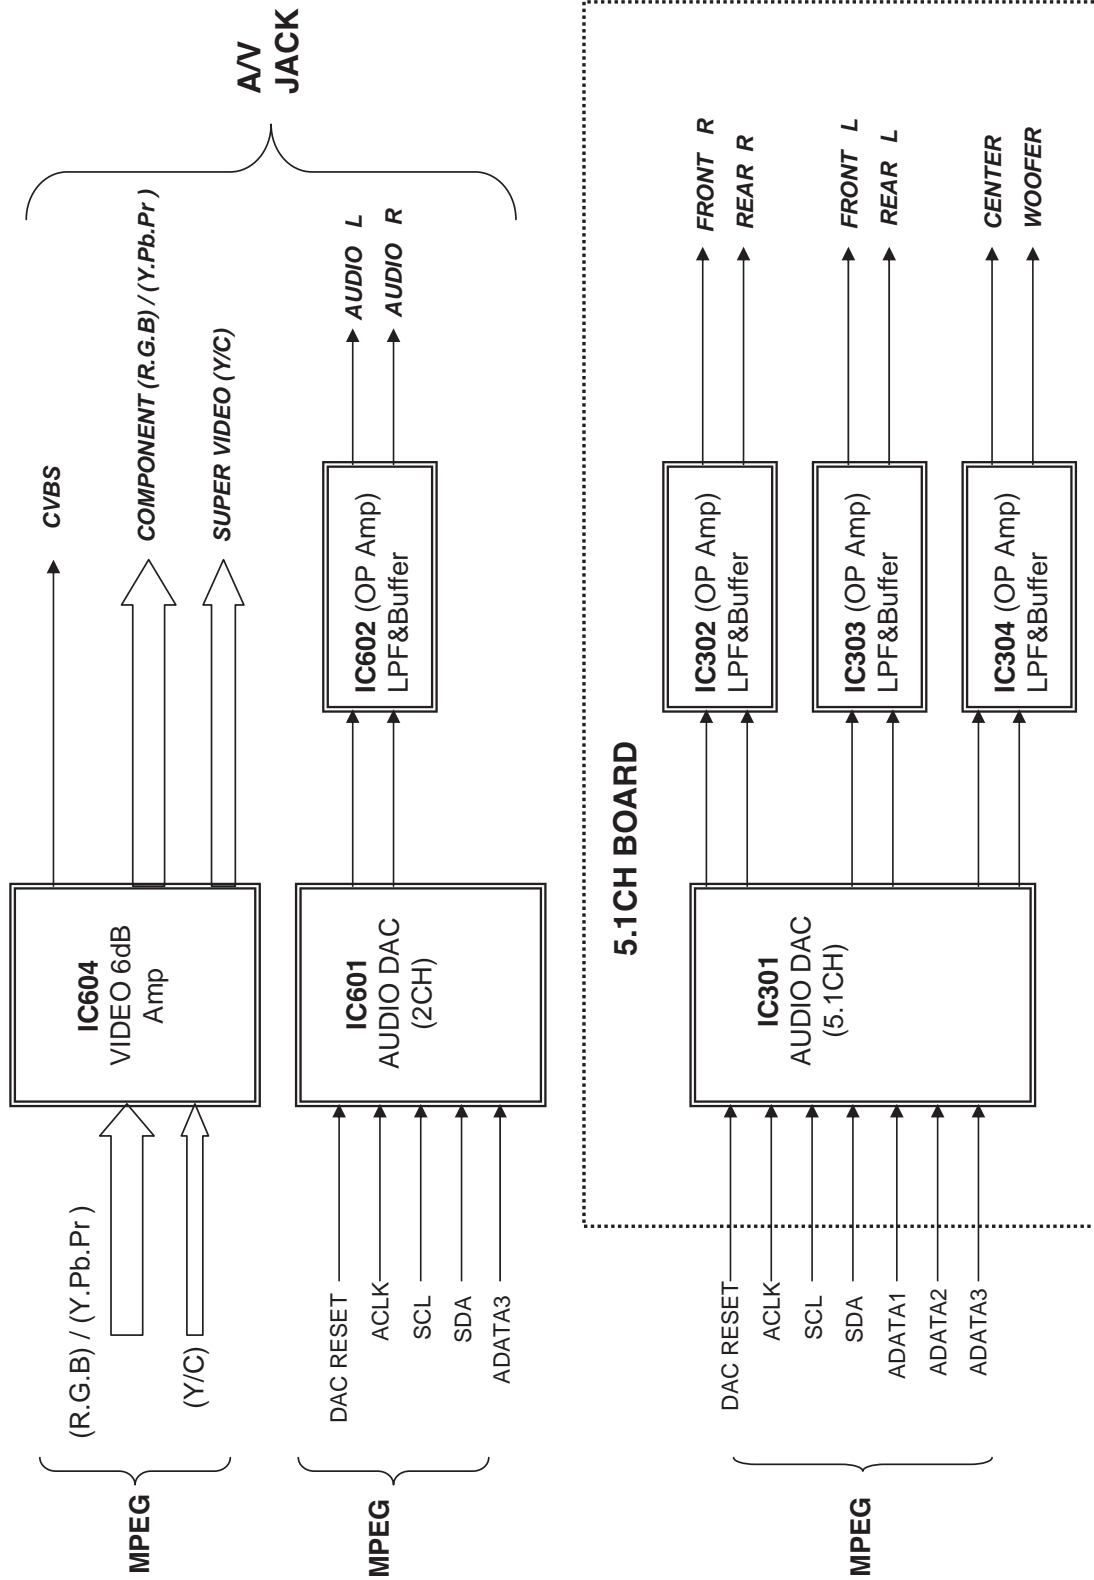 MPEG
(R.G.B) / (Y.Pb.Pr )
(Y/C)
IC604
VIDEO 6dB
Amp
CVBS
COMPONENT (R.G.B) / (Y.Pb.Pr )
SUPER VIDEO (Y/C)
A/V
JACK
MPEG
DAC RESET
ACLK
SCL
SDA
ADATA3
IC601
AUDIO DAC
(2CH)
IC602 (OP Amp)
LPF&Buffer
AUDIO L
AUDIO R
5.1CH BOARD
MPEG
DAC RESET
ACLK
SCL
SDA
ADATA1
ADATA2
ADATA3
IC301
AUDIO DAC
(5.1CH)
IC302 (OP Amp)
LPF&Buffer
FRONT R
REAR R
IC303 (OP Amp)
LPF&Buffer
FRONT L
REAR L
IC304 (OP Amp)
LPF&Buffer
CENTER
WOOFER